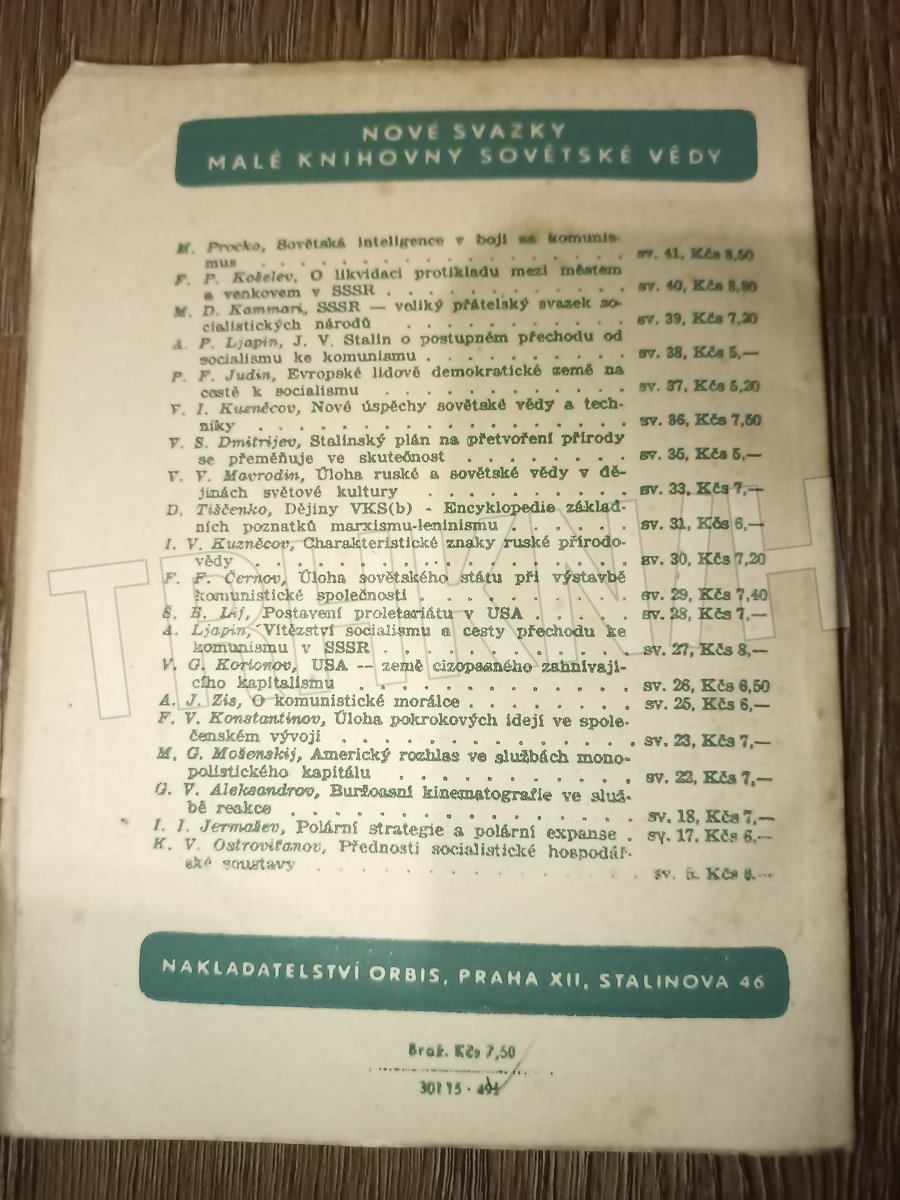 NOVÉ SVAZKY
MALÉ KNIHOVNY SOVĚTSKÉ VĚDY
M. Procko, Sovětská inteligence v boji za komunis-
mus . . . . . . . . . . . . . . . . . sv. 41, Kčs 8,50
F. P. Koželev, O likvidaci protikladu mezi městem
a venkovem v SSSR . . . . . . . . . . . sv. 40, Kčs 8,80
M. D. Kammari, SSSR — veliký přátelský svazek so-
cialistických národů . . . . . . . . . . sv. 39, Kčs 7,20
A. P. Ljapin, J. V. Stalin o postupném přechodu od
socialismu ke komunismu . . . . . . . . . sv. 38, Kčs 5,—
P. F. Judin, Evropské lidově demokratické země na
cestě k socialismu . . . . . . . . . . . sv. 37, Kčs 5,20
V. I. Kuzněcov, Nové úspěchy sovětské vědy a tech-
niky . . . . . . . . . . . . . . . . sv. 36, Kčs 7,50
V. S. Dmitrijev, Stalinský plán na přetvoření přírody
se přeměňuje ve skutečnost . . . . . . . sv. 35, Kčs 5,—
V. V. Mavrodin, Úloha ruské a sovětské vědy v dě-
jinách světové kultury . . . . . . . . . sv. 33, Kčs 7,—
D. Tiščenko, Dějiny VKS(b) - Encyklopedie základ-
ních poznatků marxismu-leninismu . . . . . sv. 31, Kčs 6,—
I. V. Kuzněcov, Charakteristické znaky ruské přírodo-
vědy . . . . . . . . . . . . . . . . sv. 30, Kčs 7,20
F. F. Černov, Úloha sovětského státu při výstavbě
komunistické společnosti . . . . . . . . sv. 29, Kčs 7,40
S. B. Lif, Postavení proletariátu v USA . . . . . sv. 28, Kčs 7,—
A. Ljapin, Vítězství socialismu a cesty přechodu ke
komunismu v SSSR . . . . . . . . . . . sv. 27, Kčs 8,—
V. G. Korionov, USA — země cizopasného zahnívají-
cího kapitalismu . . . . . . . . . . . . sv. 26, Kčs 6,50
A. J. Zis, O komunistické morálce . . . . . . . sv. 25, Kčs 6,—
F. V. Konstantinov, Úloha pokrokových idejí ve spole-
čenském vývoji . . . . . . . . . . . . sv. 23, Kčs 7,—
M. G. Mošenskij, Americký rozhlas ve službách mono-
polistického kapitálu . . . . . . . . . . sv. 22, Kčs 7,—
G. V. Aleksandrov, Buržoasní kinematografie ve služ-
bě reakce . . . . . . . . . . . . . . sv. 18, Kčs 7,—
I. I. Jermašev, Polární strategie a polární expanse . sv. 17, Kčs 6,—
K. V. Ostrovitanov, Přednosti socialistické hospodář-
ské soustavy . . . . . . . . . . . . . sv. 5. Kčs
NAKLADATELSTVÍ ORBIS, PRAHA XII, STALINOVA 46
Brož. Kčs 7,50
301 15 ·
TRHKNIH